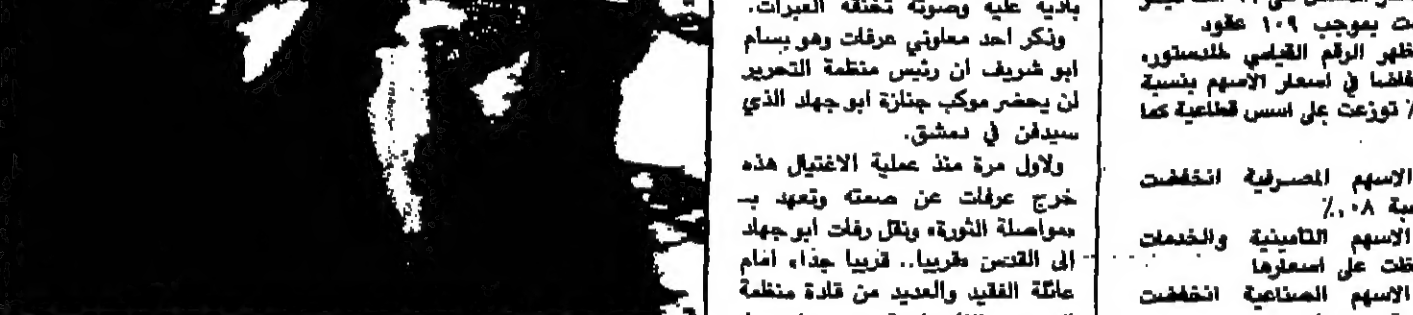 بادية عليه وصوته تخنقه العبرات.
وذكر احد معاوني عرفات وهو بسام
ابو شريف ان رئيس منظمة التحرير
لن يحضر موكب جنازة ابو جهاد الذي
سيدفن في دمشق.
ولاول مرة منذ عملية الاغتيال هذه
خرج عرفات عن صمته وتعهد بـ
«مواصلة الثورة» ونقل رفات ابو جهاد
إلى القدس «قريبا.. قريبا جدا» امام
عائلة الفقيد والعديد من قادة منظمة
ت بموجب ١٠٩ عقود
ظهر الرقم القياسي «للدستور»
فاضا في اسعار الاسهم بنسبة
٪ توزعت على اسس قطاعية كما
الاسهم المصرفية انخفضت
بة ٠٨,٪
الاسهم التأمينية والخدمات
ظت على اسعارها
الاسهم الصناعية انخفضت